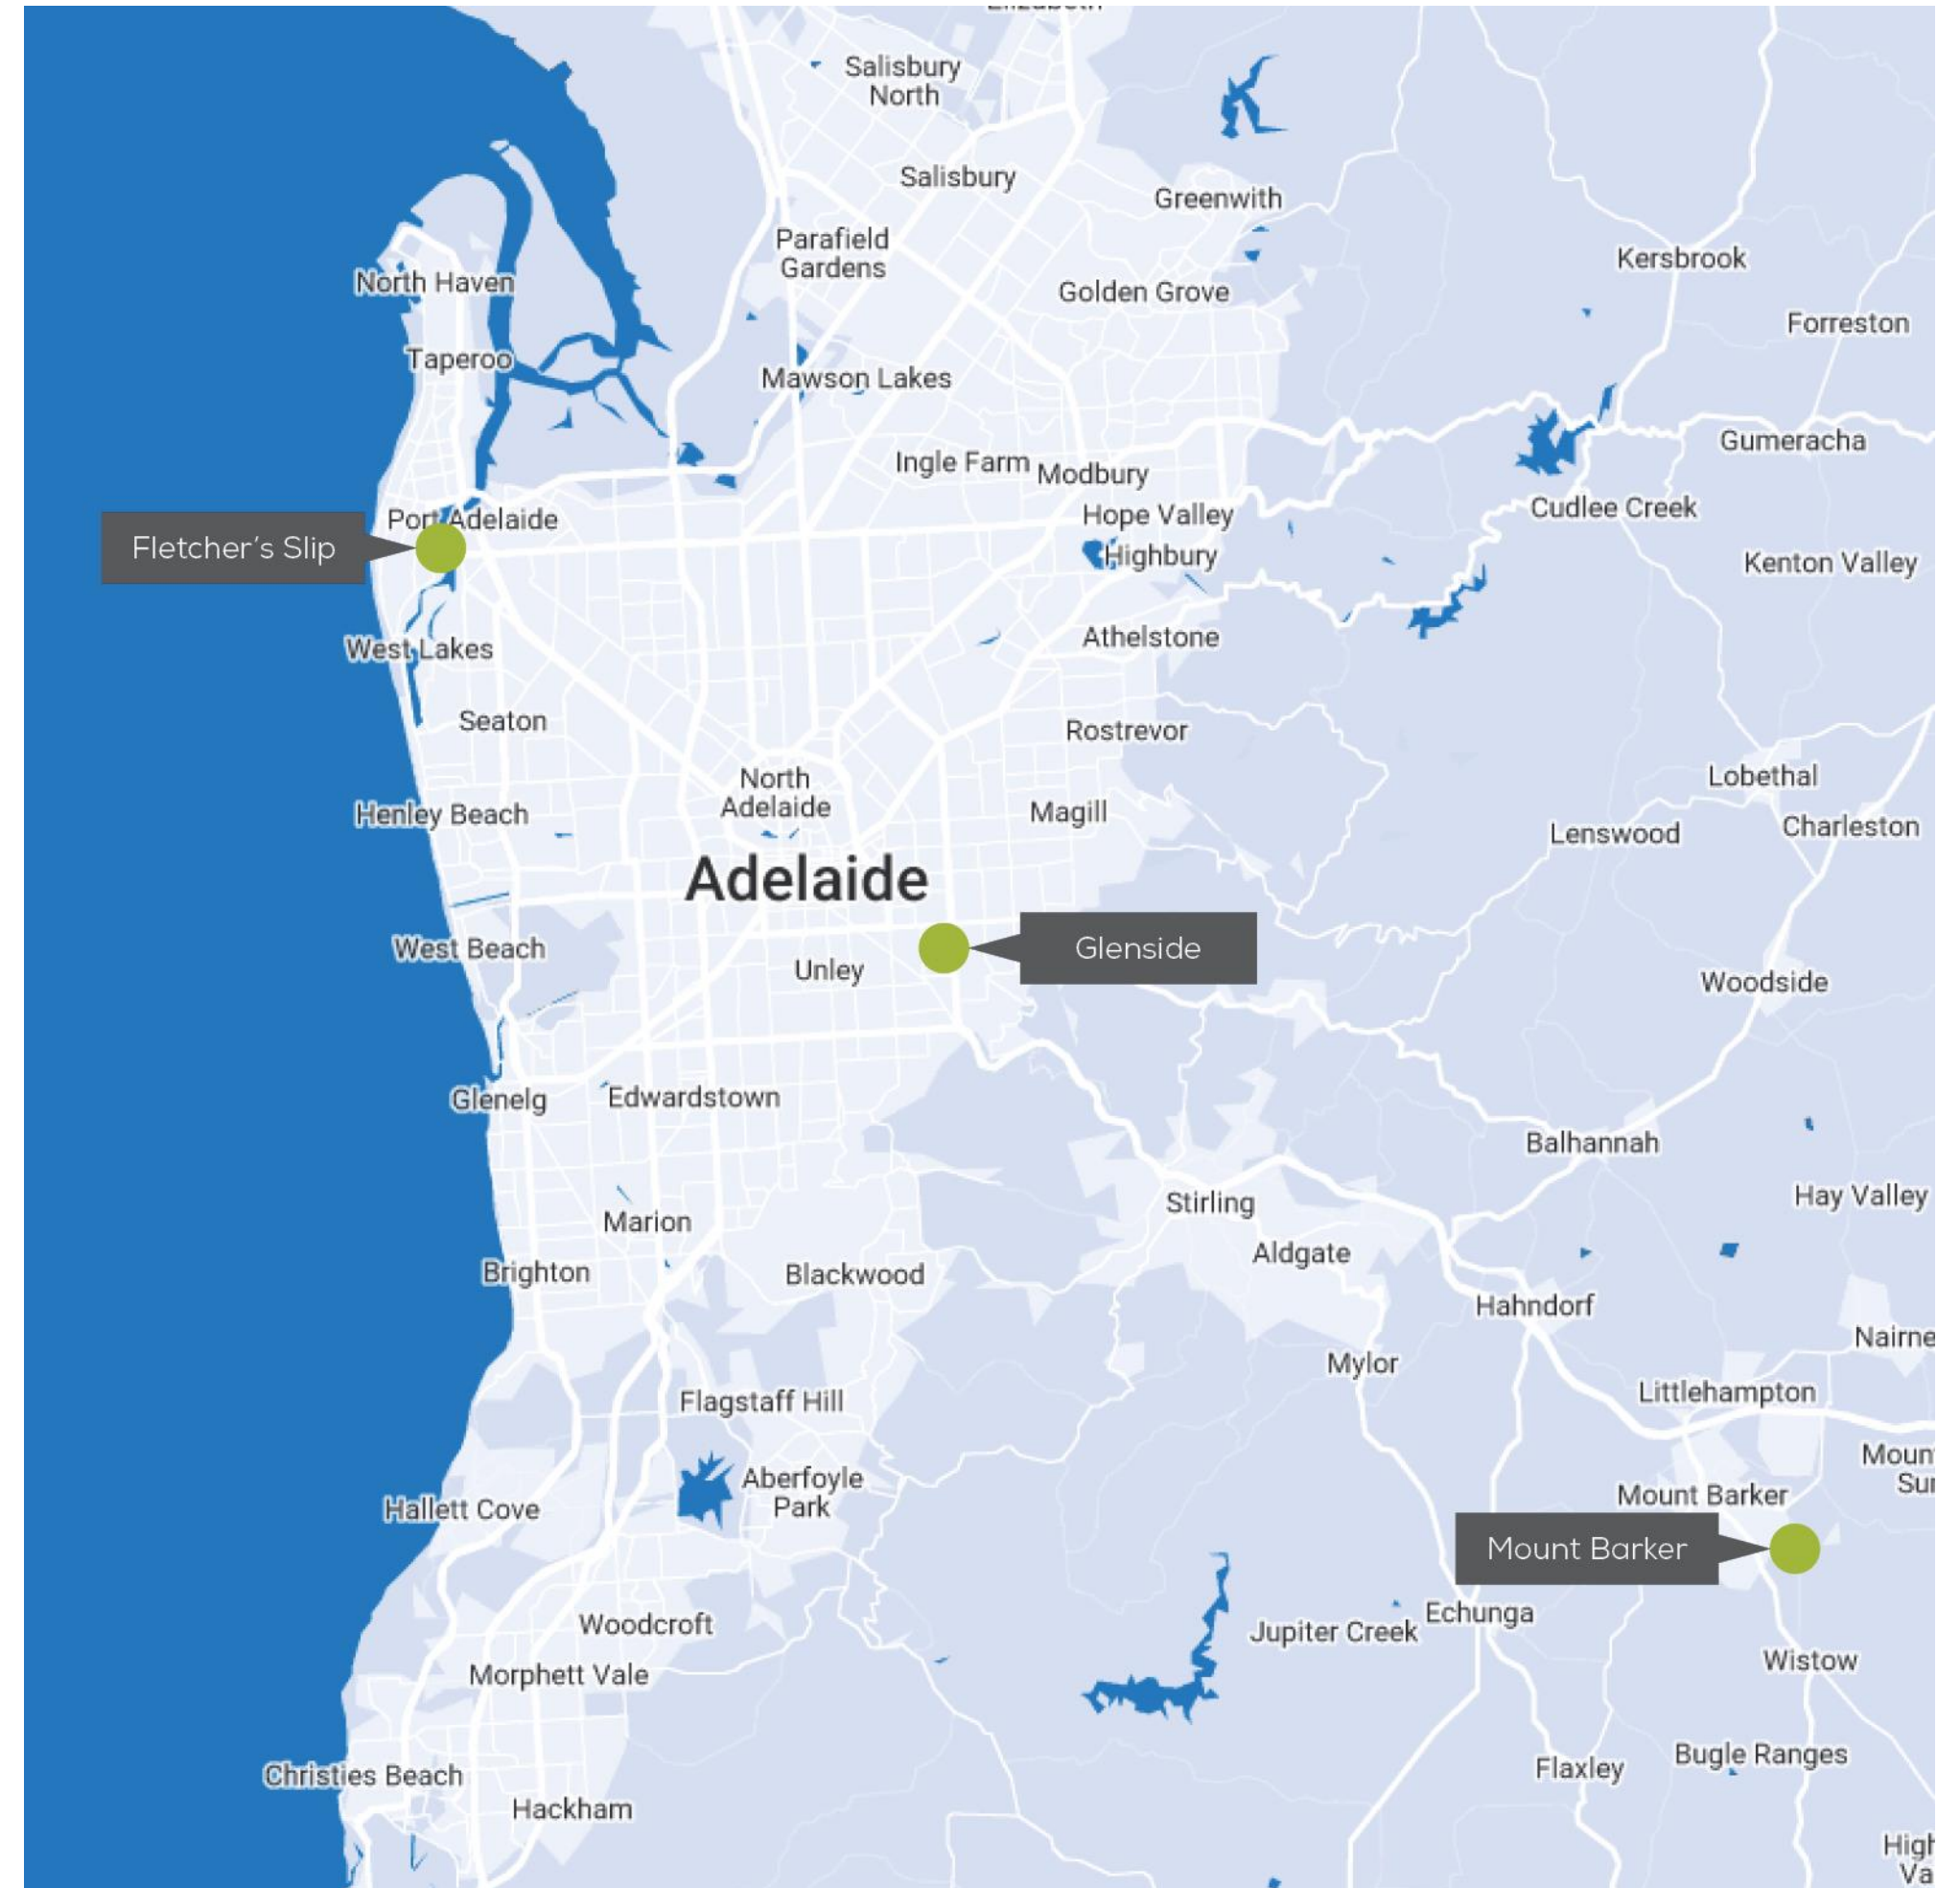 Salisbury
North
Salisbury
Greenwith
Parafield
Gardens
Kersbrook
North Haven
Golden Grove
Forreston
Taperoo
Mawson Lakes
Gumeracha
Ingle Farm
Modbury
Cudlee Creek
Hope Valley
Port Adelaide
Fletcher's Slip
Highbury
Kenton Valley
Athelstone
West Lakes
Seaton
Rostrevor
North
Adelaide
Lobethal
Henley Beach
Magill
Lenswood
Charleston
Adelaide
West Beach
Glenside
Unley
Woodside
Glenelg
Edwardstown
Balhannah
Hay Valley
Stirling
Marion
Aldgate
Brighton
Blackwood
Hahndorf
Nairne
Mylor
Littlehampton
Flagstaff Hill
Moun
Sur
Aberfoyle
Park
Mount Barker
Hallett Cove
Mount Barker
Echunga
Woodcroft
Jupiter Creek
Wistow
Morphett Vale
Bugle Ranges
Flaxley
Christies Beach
Hackham
High
Va